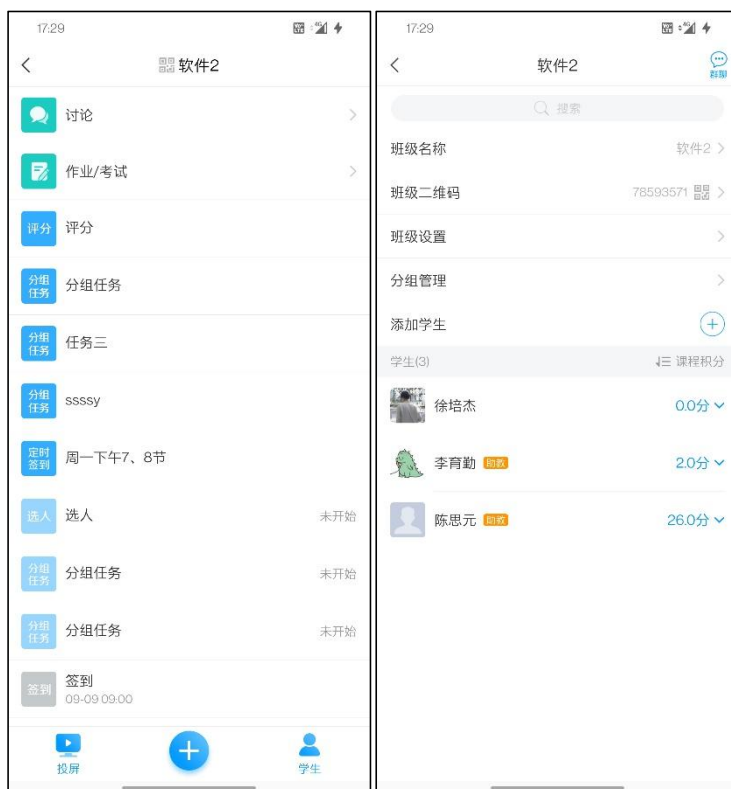 17:29
软件2
讨论
作业/考试
评分 评分
分组任务 分组任务
分组任务 任务三
分组任务 ssssy
定时签到 周一下午7、8节
选人 选人 未开始
分组任务 分组任务 未开始
分组任务 分组任务 未开始
签到 签到
09-09 09:00
投屏 学生
17:29
软件2 群聊
搜索
班级名称 软件2
班级二维码 78593571
班级设置
分组管理
添加学生
学生(3) 课程积分
徐培杰 0.0分
李育勤 助教 2.0分
陈思元 助教 26.0分